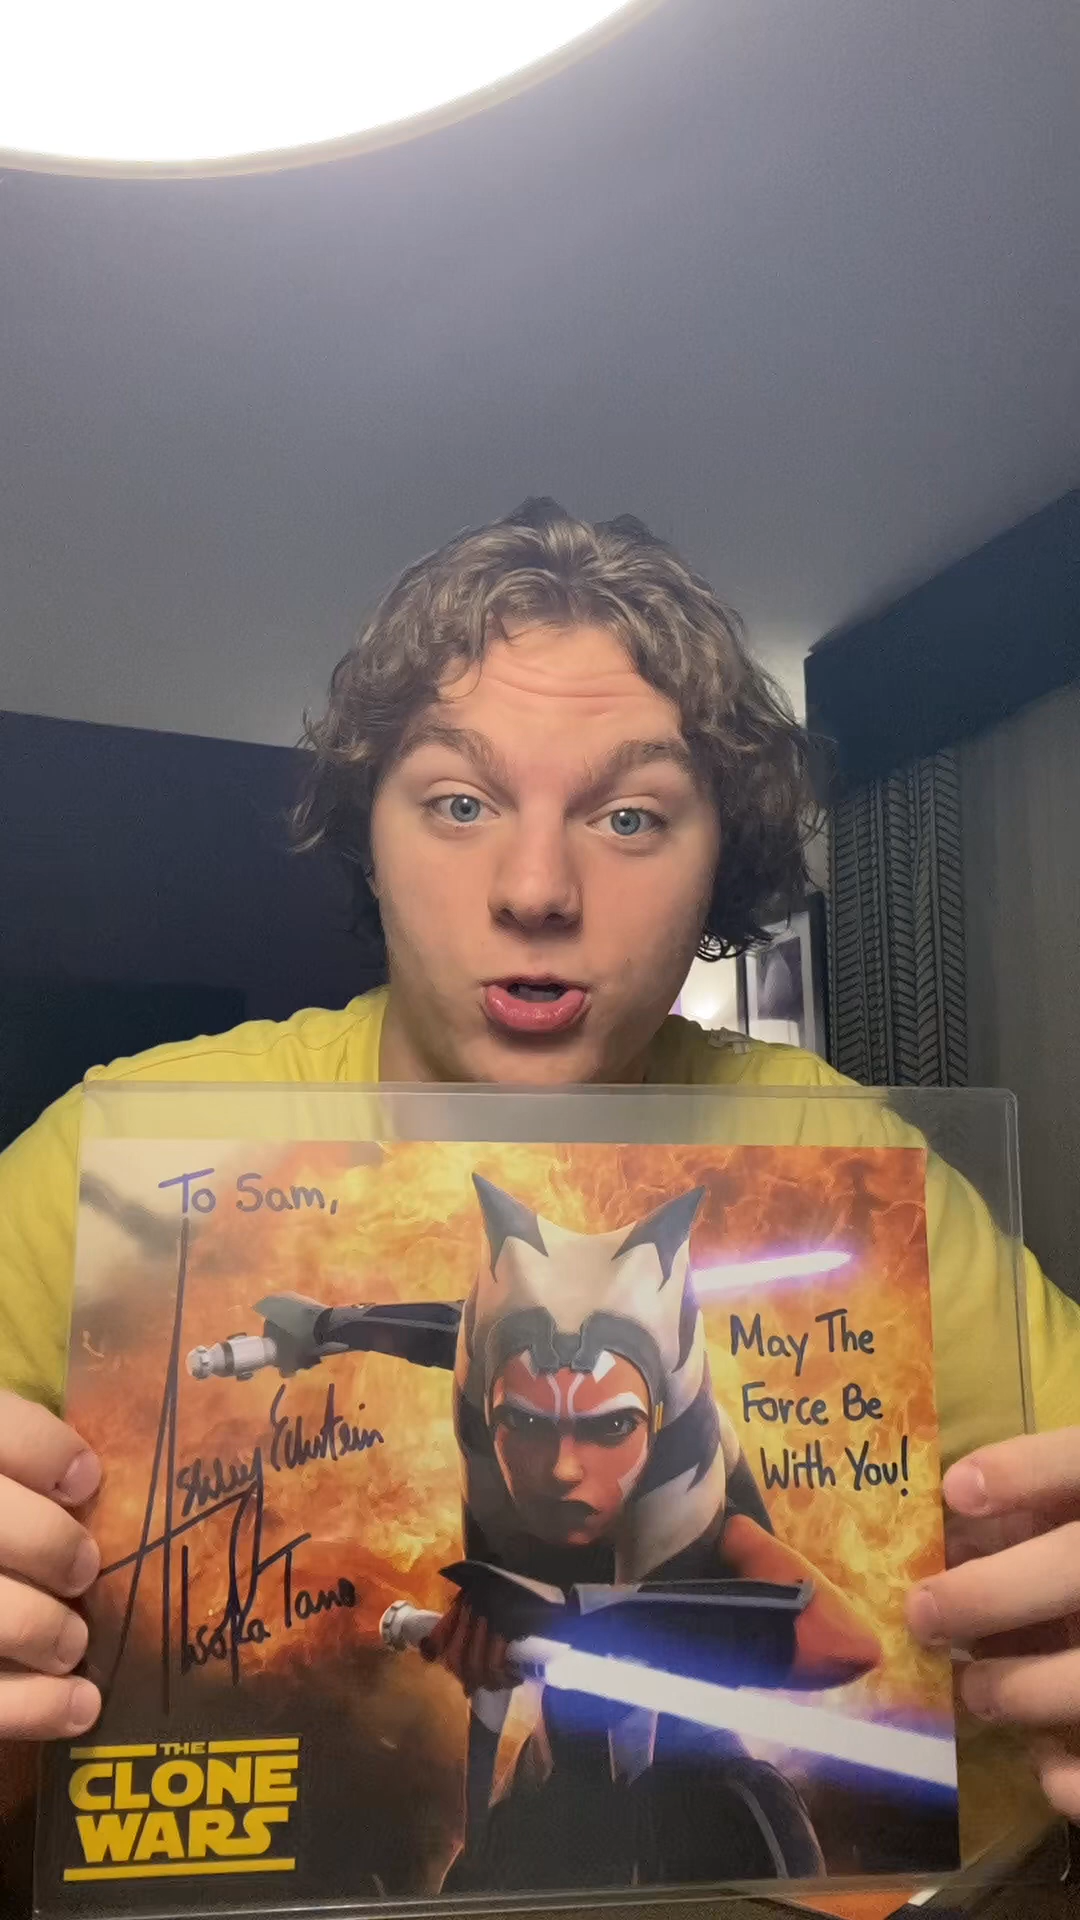 To Sam,
May The
Force Be
With You!
Ashley Eckstein
Ahsoka Tano
THE
CLONE
WARS